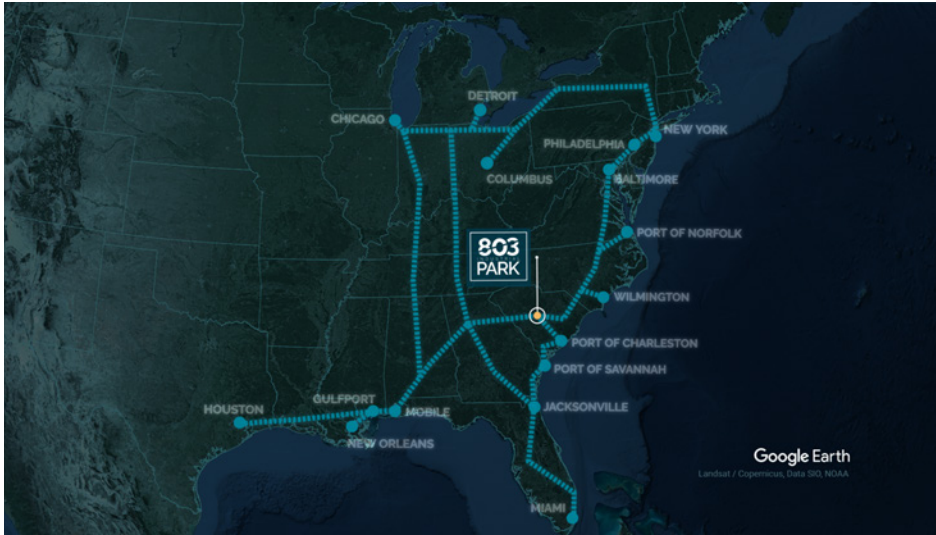 DETROIT
CHICAGO
NEW YORK
PHILADELPHIA
COLUMBUS
BALTIMORE
PORT OF NORFOLK
803
PARK
WILMINGTON
PORT OF CHARLESTON
PORT OF SAVANNAH
GULFPORT
HOUSTON
MOBILE
JACKSONVILLE
NEW ORLEANS
Google Earth
Landsat / Copernicus, Data SIO, NOAA
MIAMI